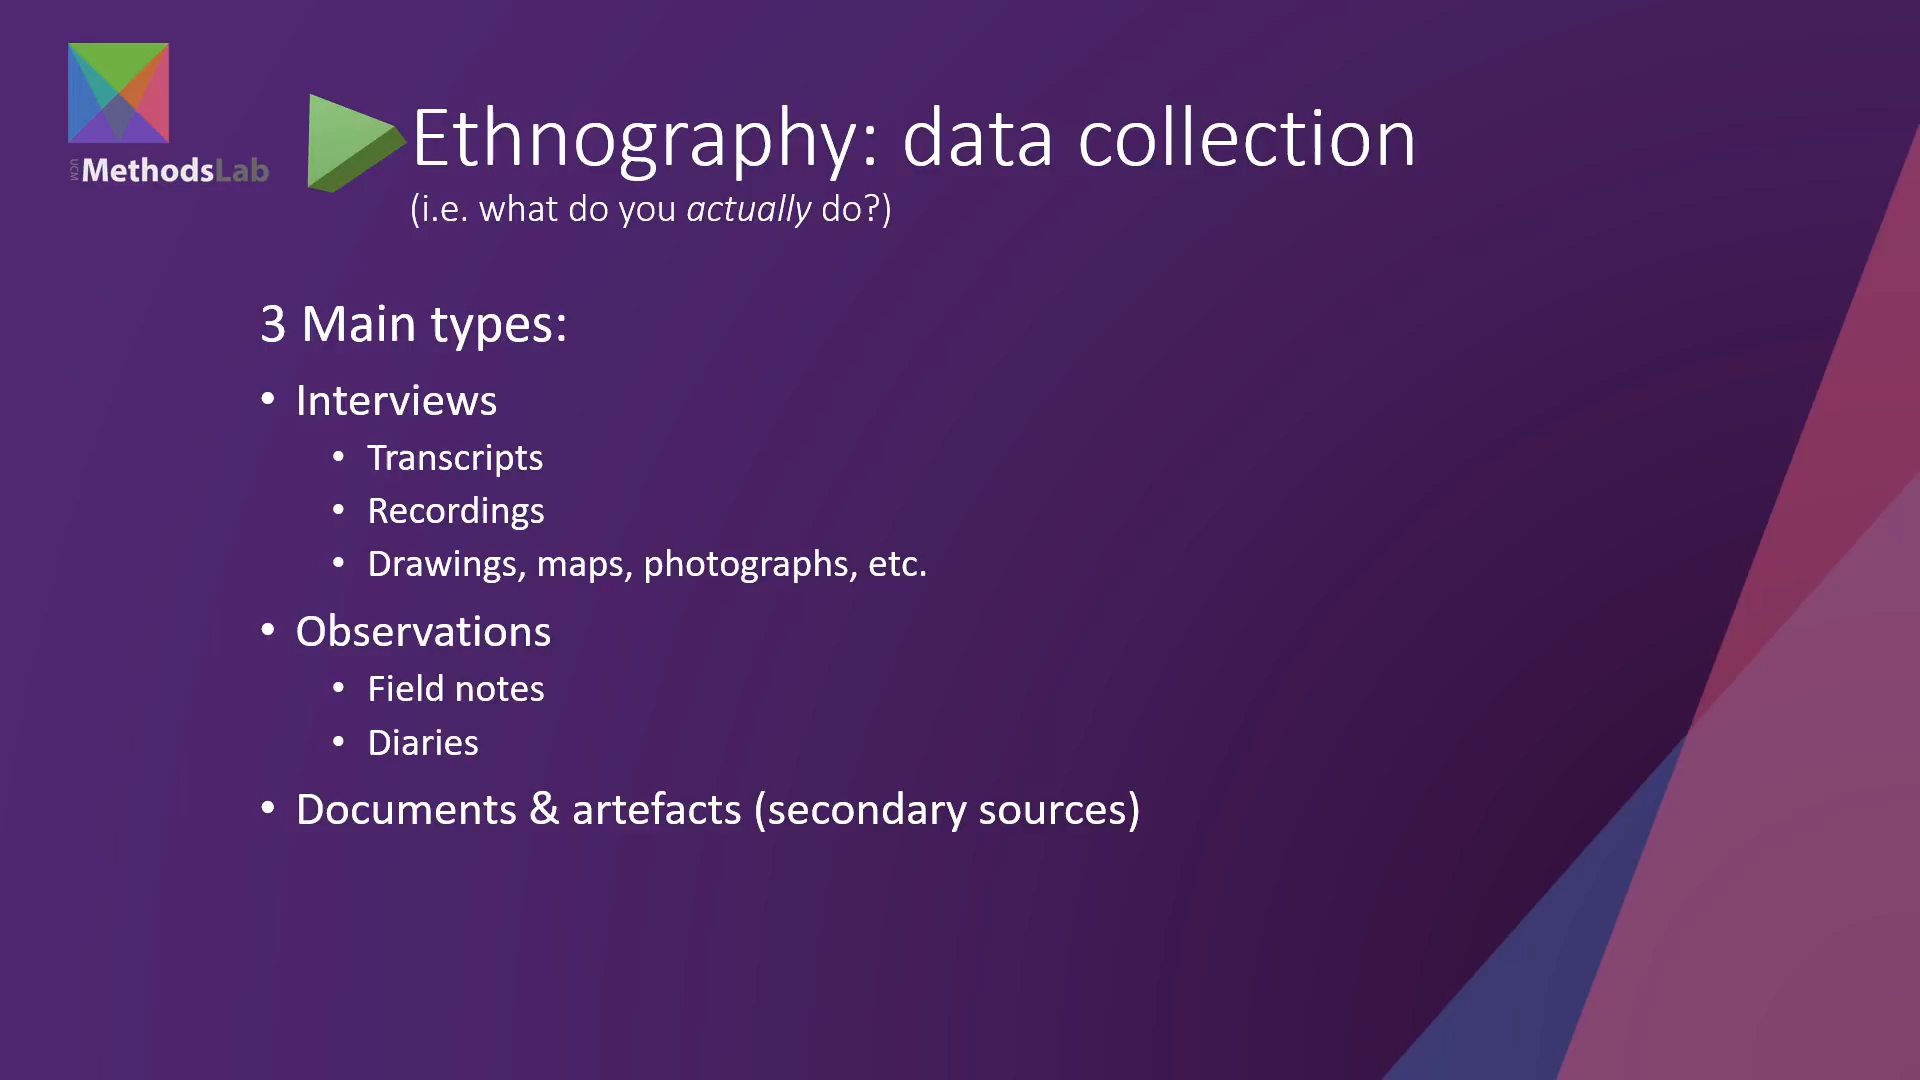 UCM MethodsLab
Ethnography: data collection
(i.e. what do you actually do?)
3 Main types:
• Interviews
• Transcripts
• Recordings
• Drawings, maps, photographs, etc.
• Observations
• Field notes
• Diaries
• Documents & artefacts (secondary sources)